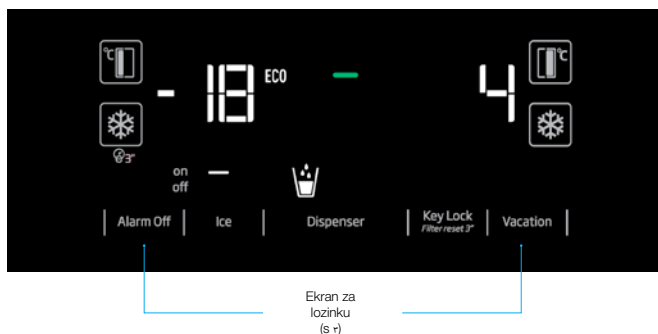 °C °C
- 18 ECO 4
3"
on
off
Alarm Off Ice Dispenser Key Lock Vacation
Filter reset 3"
Ekran za
lozinku